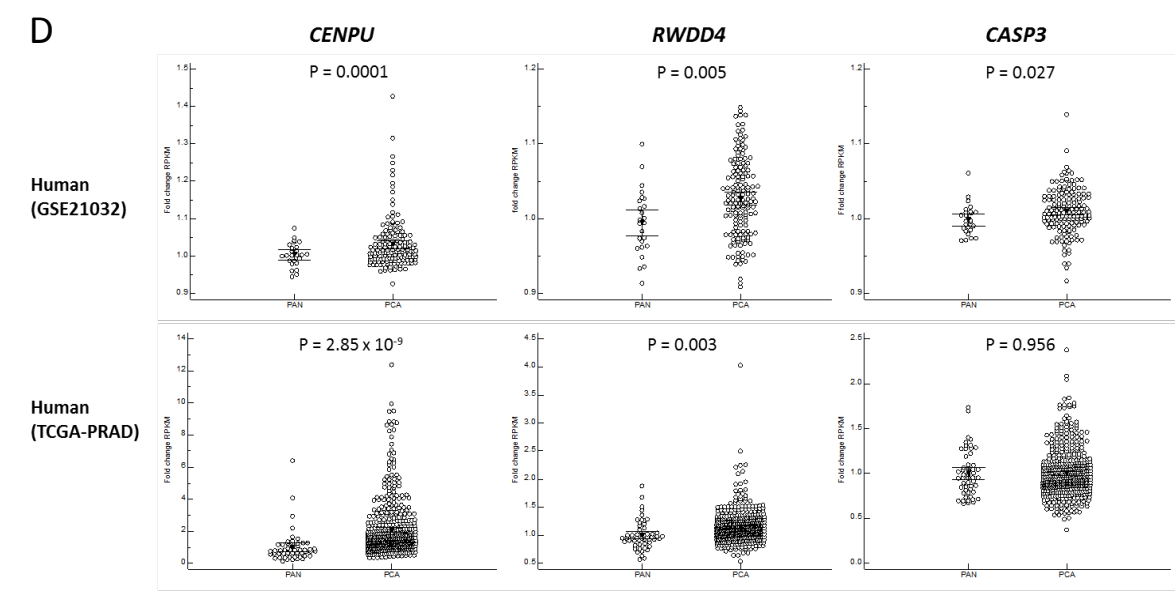 D
CENPU RWDD4 CASP3
Human
(GSE21032)
P = 0.0001
Fold change RPKM
1.5
1.4
1.3
1.2
1.1
1.0
0.9
PAN PCA
P = 0.005
fold change RPKM
1.2
1.1
1.0
0.9
PAN PCA
P = 0.027
Ffold change RPKM
1.2
1.1
1.0
0.9
PAN PCA
Human
(TCGA-PRAD)
P = 2.85 x 10⁻⁹
Fold change RPKM
14
12
10
8
6
4
2
0
PAN PCA
P = 0.003
Fold change RPKM
4.5
4.0
3.5
3.0
2.5
2.0
1.5
1.0
0.5
PAN PCA
P = 0.956
Fold change RPKM
2.5
2.0
1.5
1.0
0.5
0.0
PAN PCA